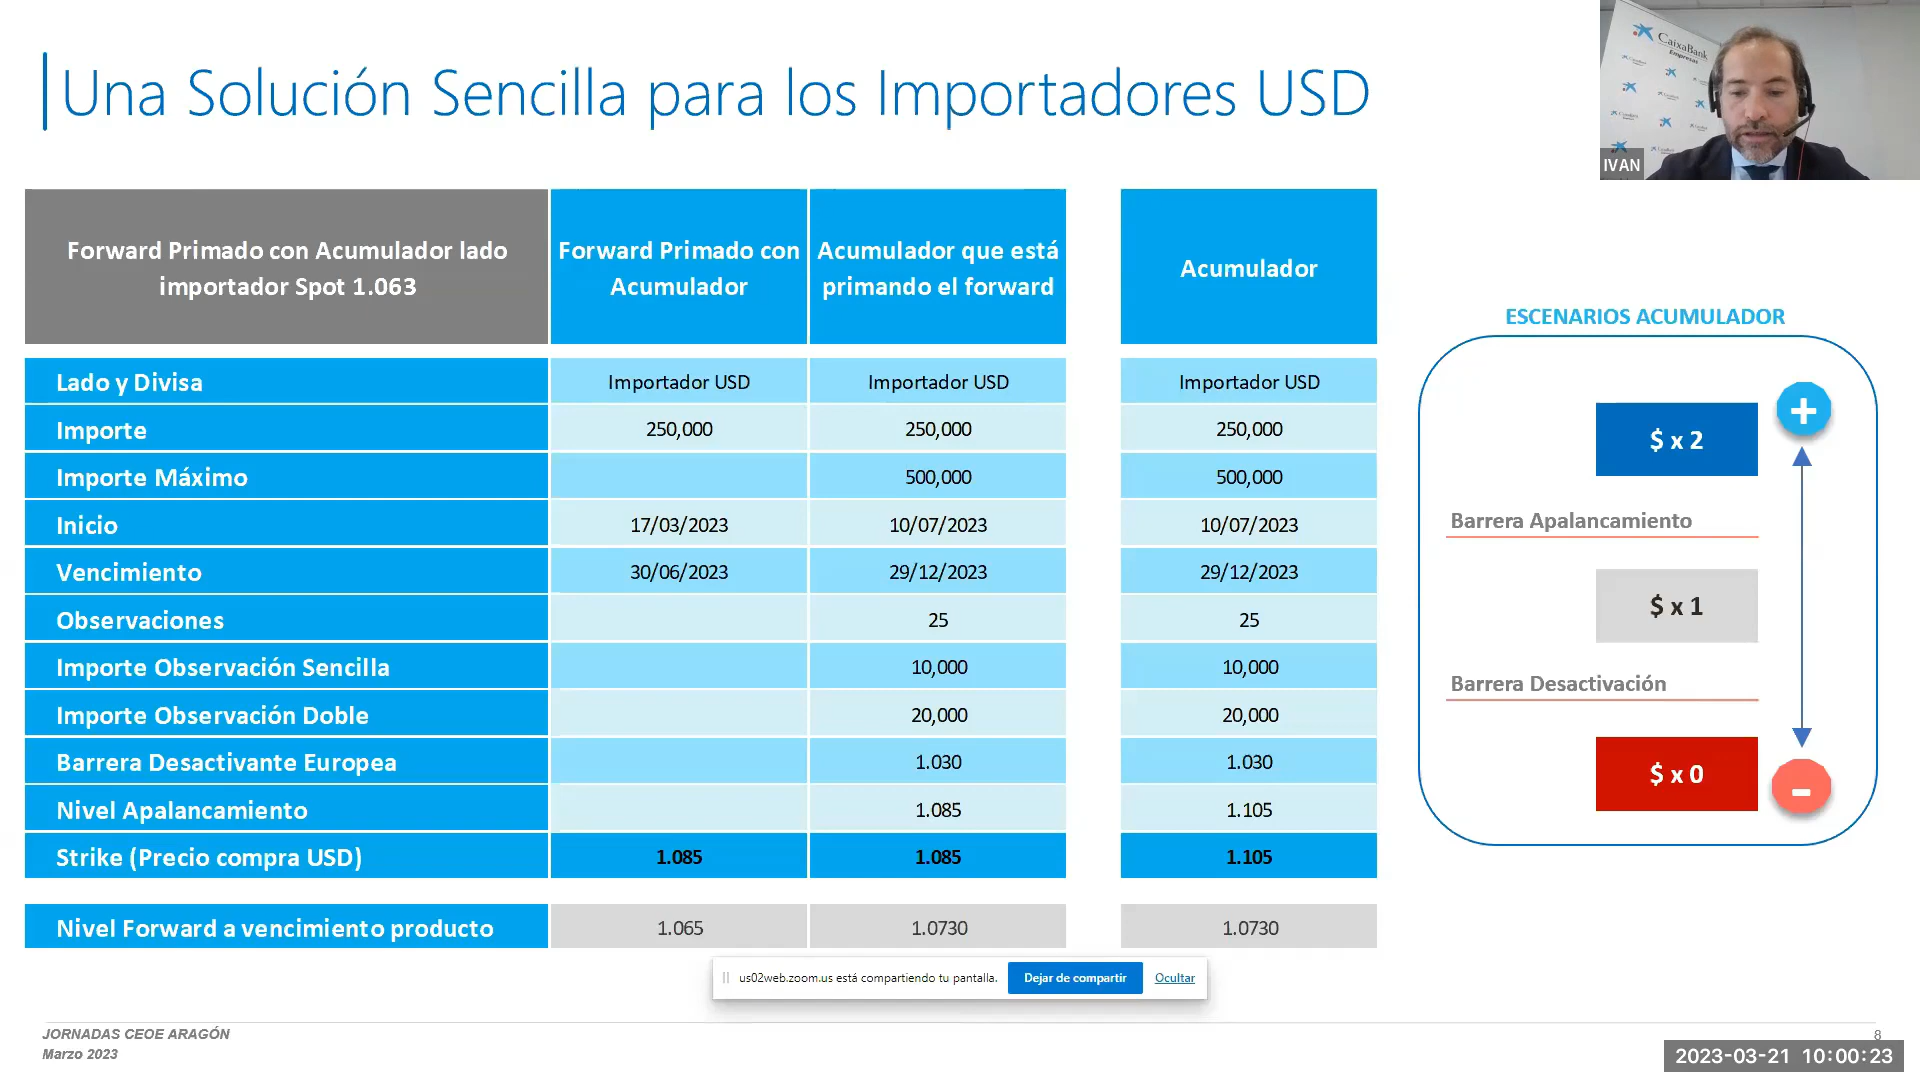 Una Solución Sencilla para los Importadores USD
CaixaBank
Empresas
IVAN
Forward Primado con Acumulador lado
importador Spot 1.063
Forward Primado con
Acumulador
Acumulador que está
primando el forward
Acumulador
Lado y Divisa Importador USD Importador USD Importador USD
Importe 250,000 250,000 250,000
Importe Máximo 500,000 500,000
Inicio 17/03/2023 10/07/2023 10/07/2023
Vencimiento 30/06/2023 29/12/2023 29/12/2023
Observaciones 25 25
Importe Observación Sencilla 10,000 10,000
Importe Observación Doble 20,000 20,000
Barrera Desactivante Europea 1.030 1.030
Nivel Apalancamiento 1.085 1.105
Strike (Precio compra USD) 1.085 1.085 1.105
Nivel Forward a vencimiento producto 1.065 1.0730 1.0730
ESCENARIOS ACUMULADOR
+
$ x 2
Barrera Apalancamiento
$ x 1
Barrera Desactivación
$ x 0
-
us02web.zoom.us está compartiendo tu pantalla. Dejar de compartir Ocultar
JORNADAS CEOE ARAGÓN
Marzo 2023
8
2023-03-21 10:00:23